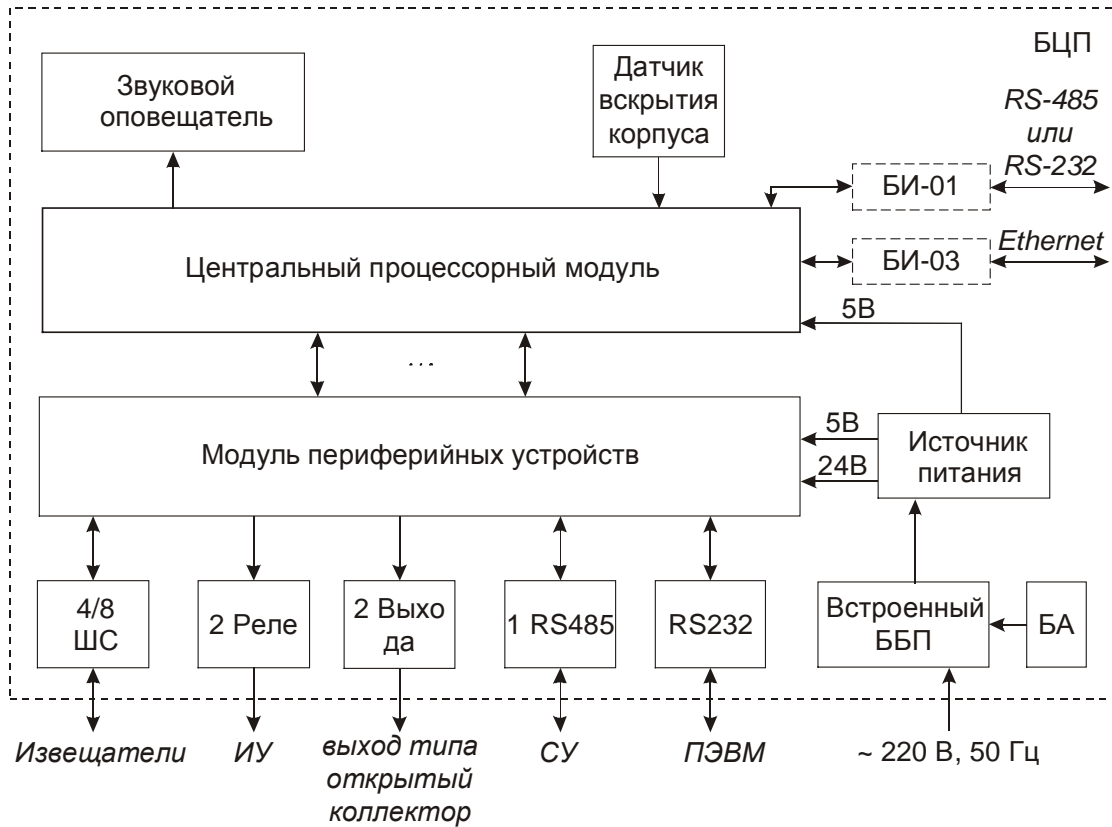 БЦП
Звуковой
оповещатель
Датчик
вскрытия
корпуса
RS-485
или
RS-232
БИ-01
Ethernet
БИ-03
Центральный процессорный модуль
5В
...
Модуль периферийных устройств
5В
24В
Источник
питания
4/8
ШС
2 Реле
2 Выхо
да
1 RS485
RS232
Встроенный
ББП
БА
Извещатели
ИУ
выход типа
открытый
коллектор
СУ
ПЭВМ
~ 220 В, 50 Гц